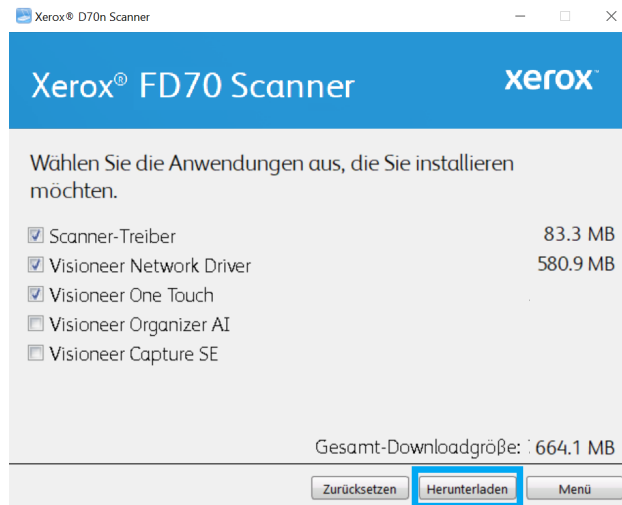 Xerox® D70n Scanner
Xerox® FD70 Scanner
xerox™
Wählen Sie die Anwendungen aus, die Sie installieren
möchten.
Scanner-Treiber 83.3 MB
Visioneer Network Driver 580.9 MB
Visioneer One Touch
Visioneer Organizer AI
Visioneer Capture SE
Gesamt-Downloadgröße: 664.1 MB
Zurücksetzen Herunterladen Menü